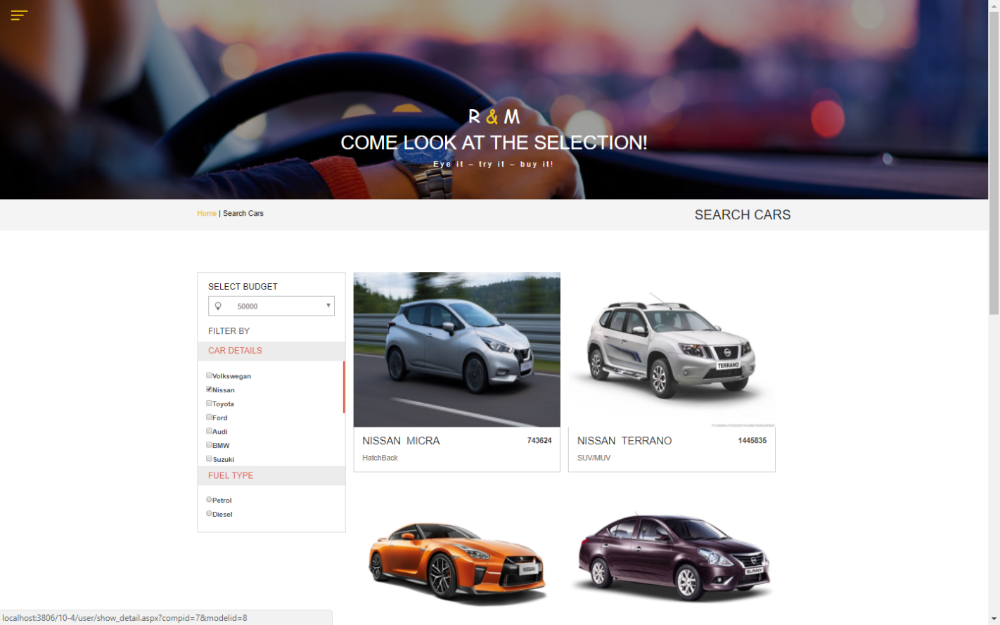 R & M
COME LOOK AT THE SELECTION!
Eye it – try it – buy it!
Home | Search Cars
SEARCH CARS
SELECT BUDGET
50000
FILTER BY
CAR DETAILS
Volkswegan
Nissan
Toyota
Ford
Audi
BMW
Suzuki
FUEL TYPE
Petrol
Diesel
TERRANO
NISSAN MICRA
743624
HatchBack
NISSAN TERRANO
1445835
SUV/MUV
NISSAN
SUNNY
localhost:3806/10-4/user/show_detail.aspx?compid=7&modelid=8